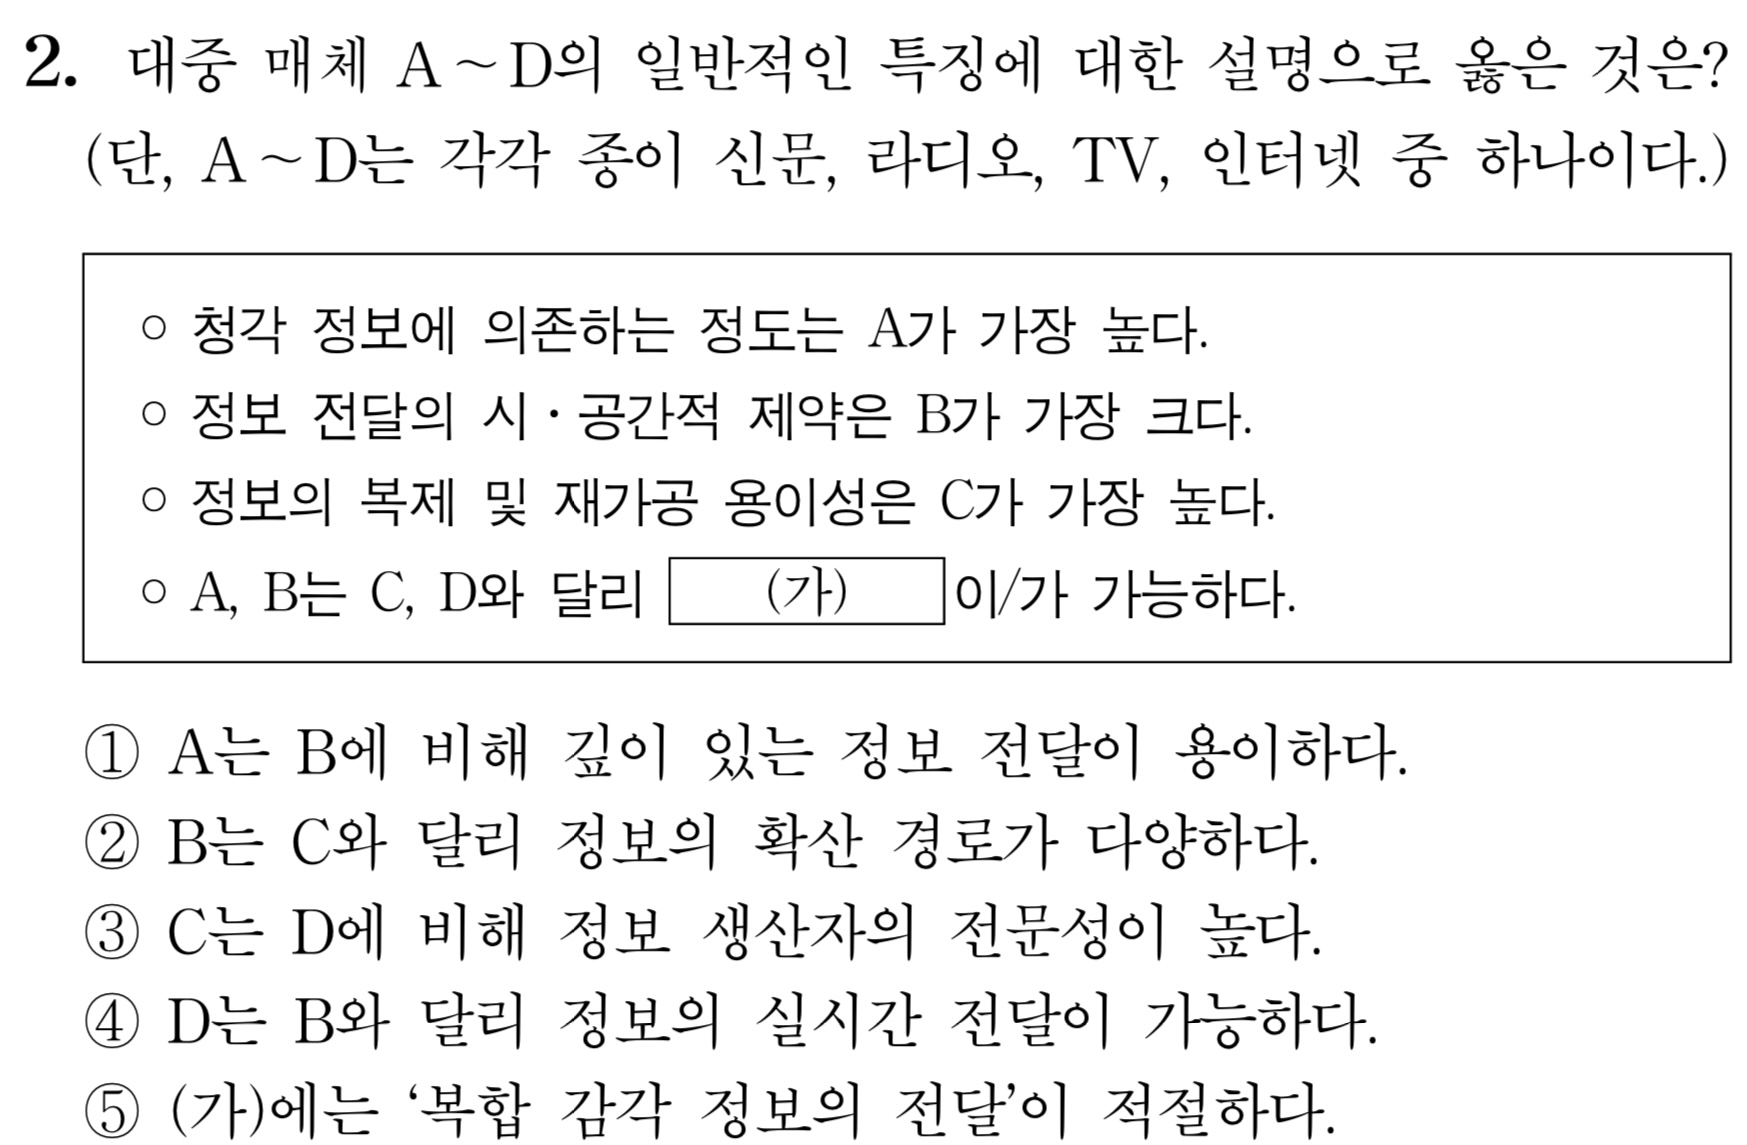 2. 대중 매체 A~D의 일반적인 특징에 대한 설명으로 옳은 것은?
(단, A~D는 각각 종이 신문, 라디오, TV, 인터넷 중 하나이다.)
○ 청각 정보에 의존하는 정도는 A가 가장 높다.
○ 정보 전달의 시·공간적 제약은 B가 가장 크다.
○ 정보의 복제 및 재가공 용이성은 C가 가장 높다.
○ A, B는 C, D와 달리 (가) 이/가 가능하다.
① A는 B에 비해 깊이 있는 정보 전달이 용이하다.
② B는 C와 달리 정보의 확산 경로가 다양하다.
③ C는 D에 비해 정보 생산자의 전문성이 높다.
④ D는 B와 달리 정보의 실시간 전달이 가능하다.
⑤ (가)에는 ‘복합 감각 정보의 전달’이 적절하다.